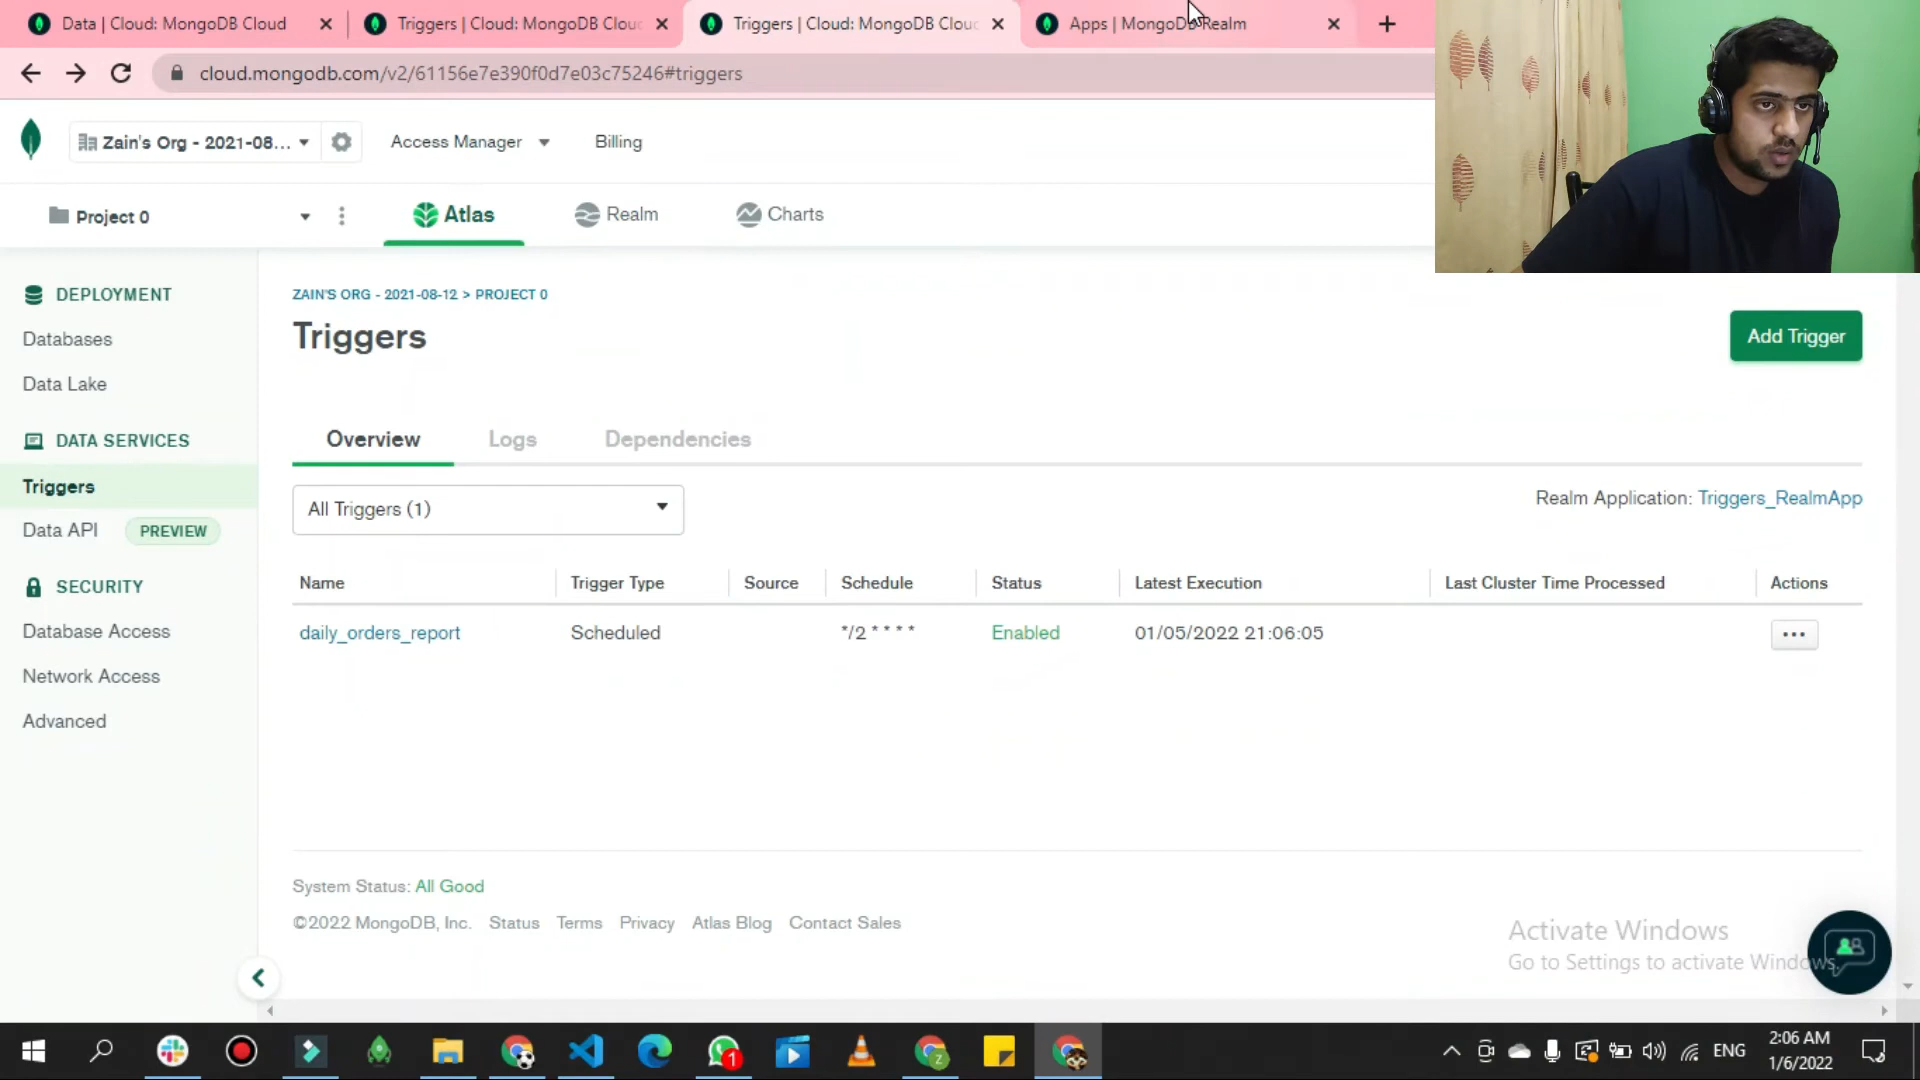 Data | Cloud: MongoDB Cloud
Triggers | Cloud: MongoDB Clou
Triggers | Cloud: MongoDB Clou
Apps | MongoDB Realm
cloud.mongodb.com/v2/61156e7e390f0d7e03c75246#triggers
Zain's Org - 2021-08...
Access Manager
Billing
Project 0
Atlas
Realm
Charts
DEPLOYMENT
Databases
Data Lake
DATA SERVICES
Triggers
Data API PREVIEW
SECURITY
Database Access
Network Access
Advanced
ZAIN'S ORG - 2021-08-12 > PROJECT 0
Triggers
Add Trigger
Overview
Logs
Dependencies
All Triggers (1)
Realm Application: Triggers_RealmApp
Name Trigger Type Source Schedule Status Latest Execution Last Cluster Time Processed Actions
daily_orders_report Scheduled */2 * * * * Enabled 01/05/2022 21:06:05
System Status: All Good
©2022 MongoDB, Inc. Status Terms Privacy Atlas Blog Contact Sales
Activate Windows
Go to Settings to activate Windows.
1
z
ENG
2:06 AM
1/6/2022